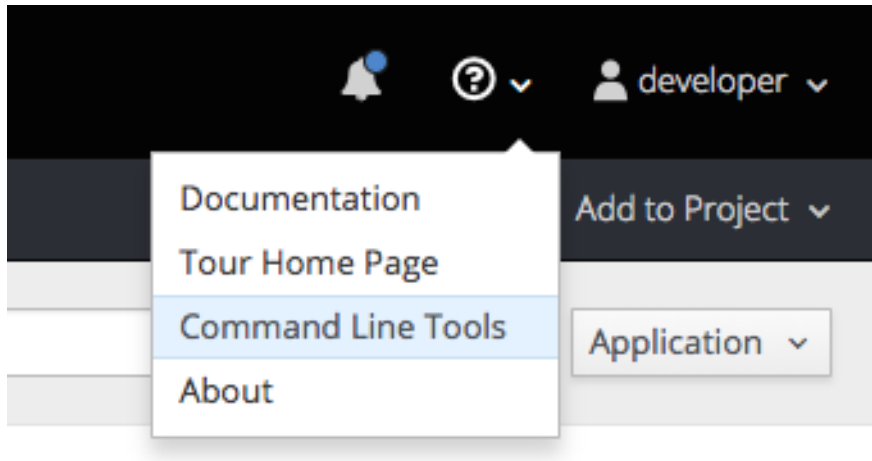 developer
Documentation
Add to Project
Tour Home Page
Command Line Tools
Application
About